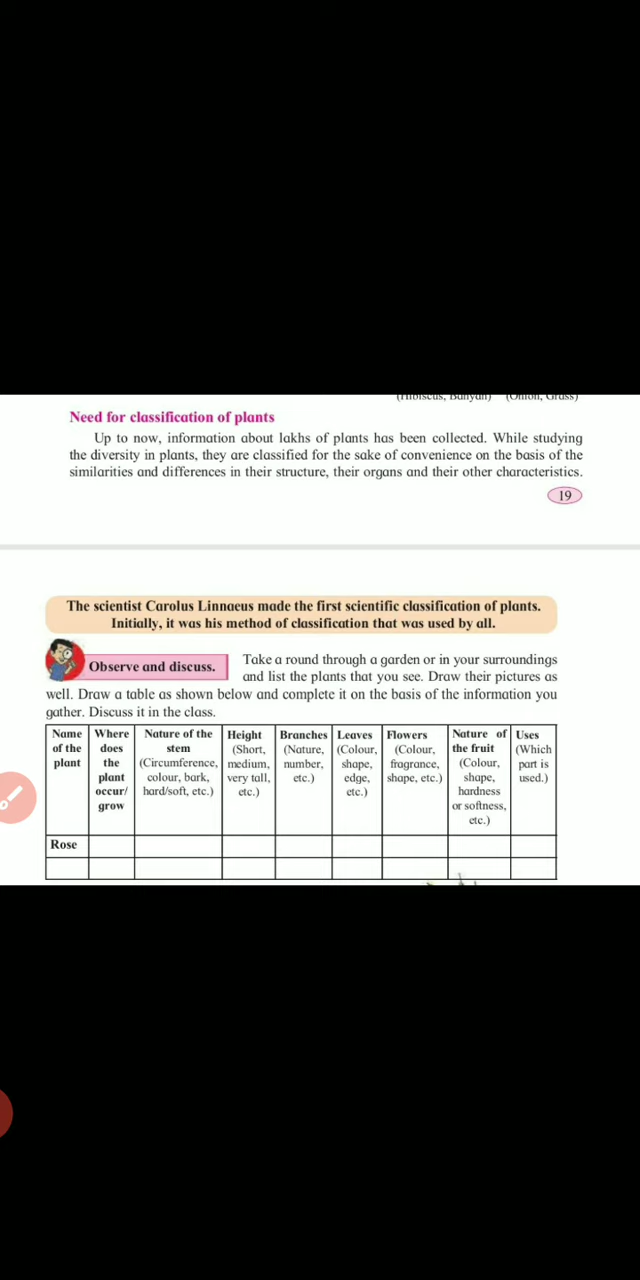 (Hibiscus, Banyan) (Onion, Grass)
Need for classification of plants
Up to now, information about lakhs of plants has been collected. While studying
the diversity in plants, they are classified for the sake of convenience on the basis of the
similarities and differences in their structure, their organs and their other characteristics.
19
The scientist Carolus Linnaeus made the first scientific classification of plants.
Initially, it was his method of classification that was used by all.
Observe and discuss.
Take a round through a garden or in your surroundings
and list the plants that you see. Draw their pictures as
well. Draw a table as shown below and complete it on the basis of the information you
gather. Discuss it in the class.
Name
of the
plant
Where
does
the
plant
occur/
grow
Nature of the
stem
(Circumference,
colour, bark,
hard/soft, etc.)
Height
(Short,
medium,
very tall,
etc.)
Branches
(Nature,
number,
etc.)
Leaves
(Colour,
shape,
edge,
etc.)
Flowers
(Colour,
fragrance,
shape, etc.)
Nature of
the fruit
(Colour,
shape,
hardness
or softness,
etc.)
Uses
(Which
part is
used.)
Rose